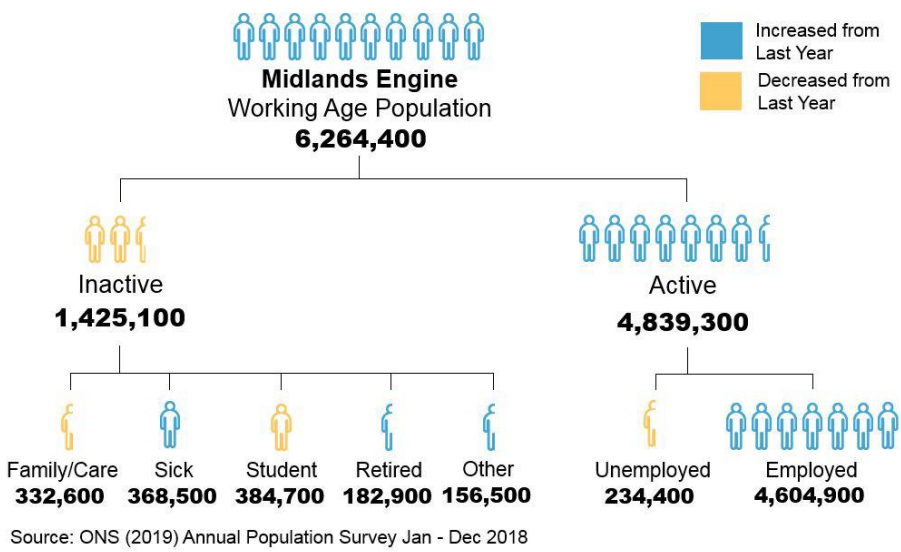 Increased from
Last Year
Decreased from
Last Year
Midlands Engine
Working Age Population
6,264,400
Inactive
1,425,100
Active
4,839,300
Family/Care
332,600
Sick
368,500
Student
384,700
Retired
182,900
Other
156,500
Unemployed
234,400
Employed
4,604,900
Source: ONS (2019) Annual Population Survey Jan - Dec 2018